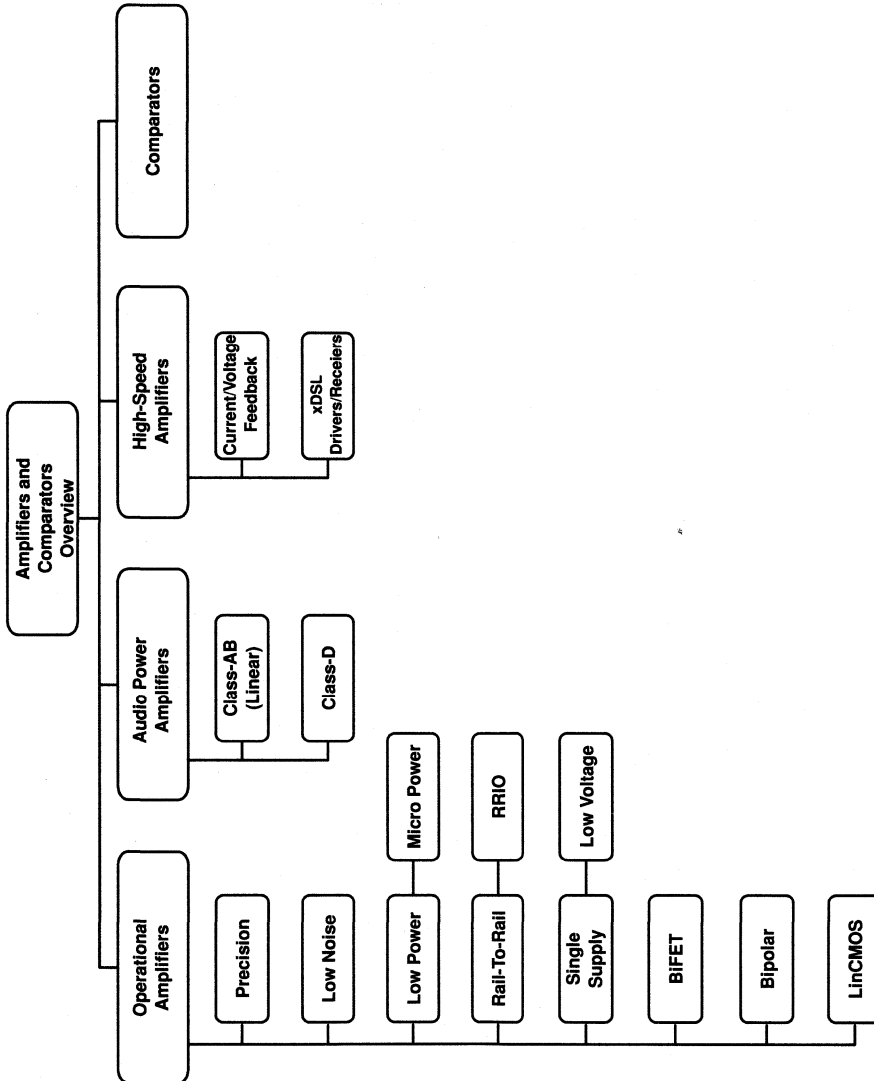 Amplifiers and
Comparators
Overview
Operational
Amplifiers
Audio Power
Amplifiers
High-Speed
Amplifiers
Comparators
Precision
Low Noise
Low Power
Micro Power
Rail-To-Rail
RRIO
Single
Supply
Low Voltage
BiFET
Bipolar
LinCMOS
Class-AB
(Linear)
Class-D
Current/Voltage
Feedback
xDSL
Drivers/Receiers